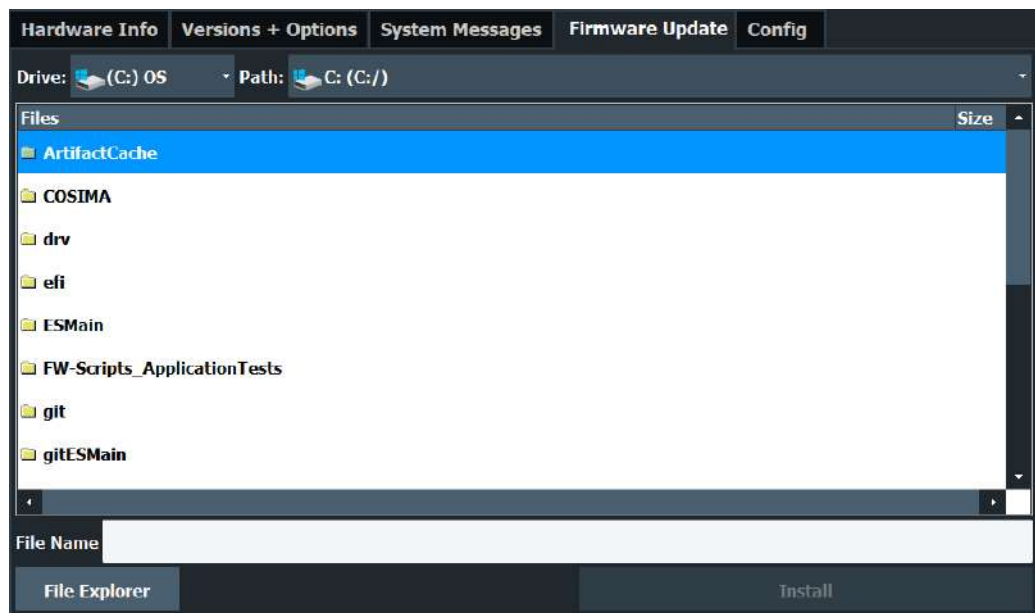 Hardware Info Versions + Options System Messages Firmware Update Config
Drive: (C:) OS Path: C: (C:/)
Files Size
ArtifactCache
COSIMA
drv
efi
ESMain
FW-Scripts_ApplicationTests
git
gitESMain
File Name
File Explorer Install